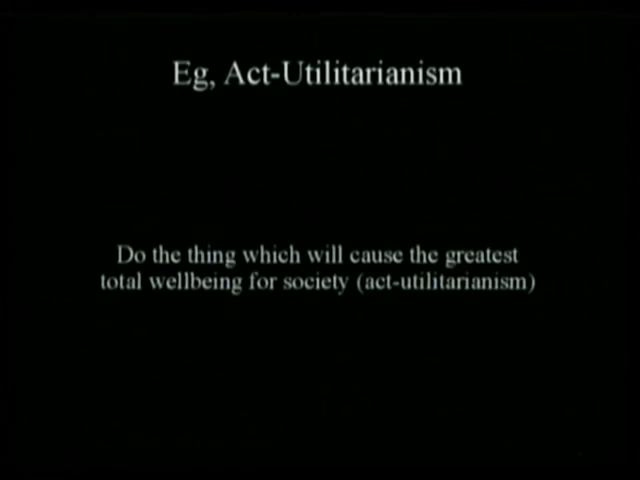 Eg, Act-Utilitarianism
Do the thing which will cause the greatest
total wellbeing for society (act-utilitarianism)